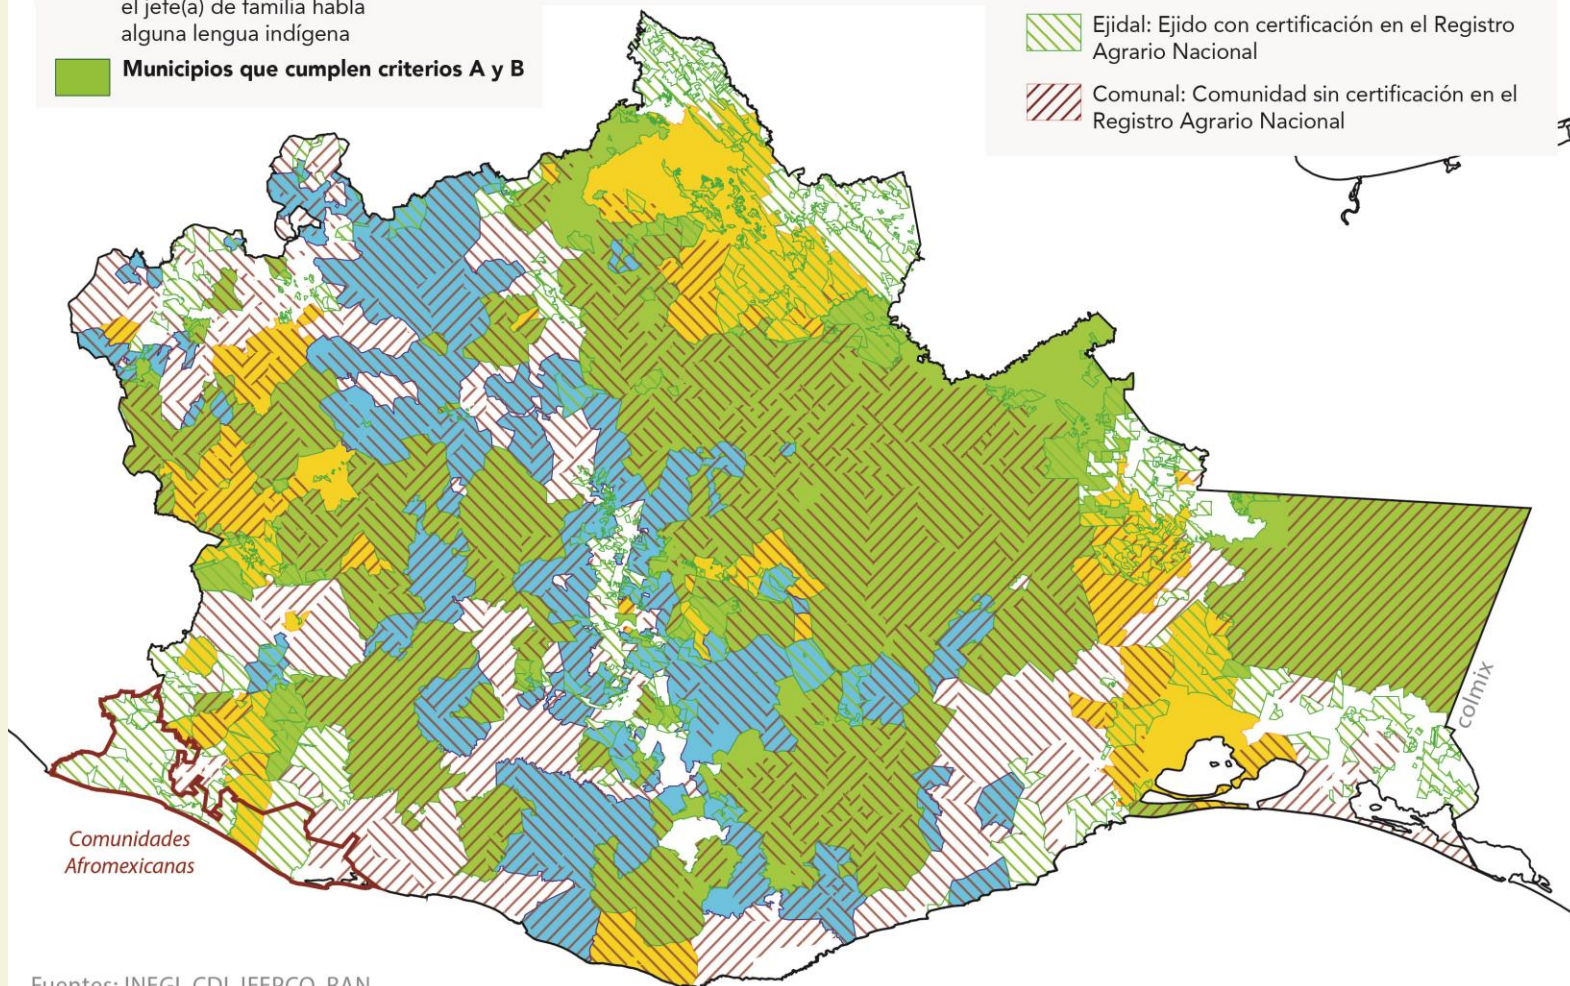 el jefe(a) de familia habla
alguna lengua indígena
Municipios que cumplen criterios A y B
Ejidal: Ejido con certificación en el Registro
Agrario Nacional
Comunal: Comunidad sin certificación en el
Registro Agrario Nacional
colmix
Comunidades
Afromexicanas
Fuentes: INEGI, CDI, IEEPCO, RAN